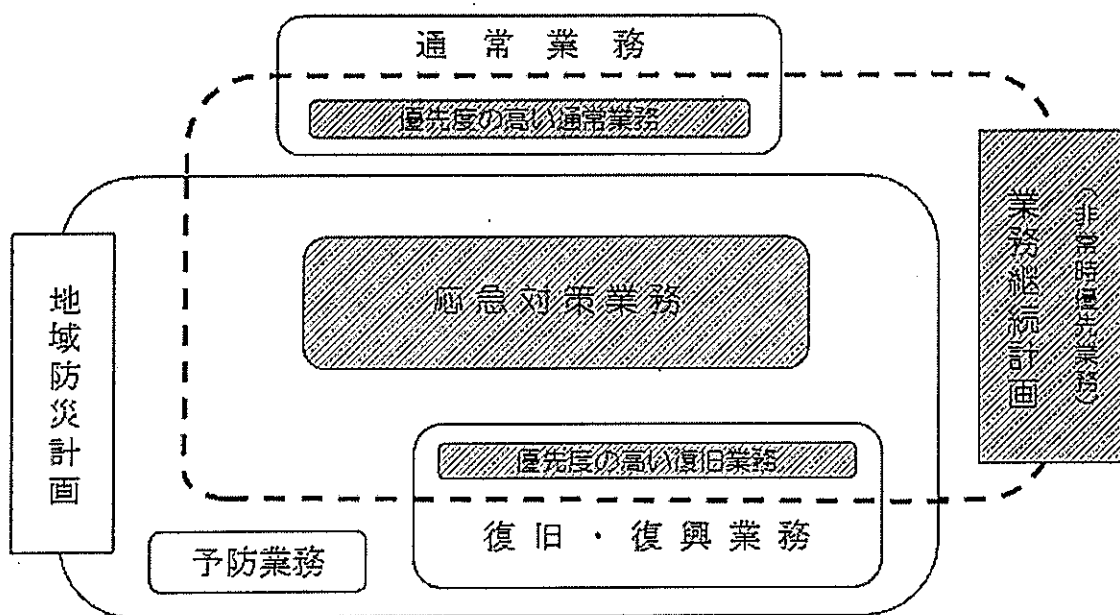 通常業務
優先度の高い通常業務
業務継続計画
（非常時優先業務）
地域防災計画
応急対策業務
優先度の高い復旧業務
復旧・復興業務
予防業務